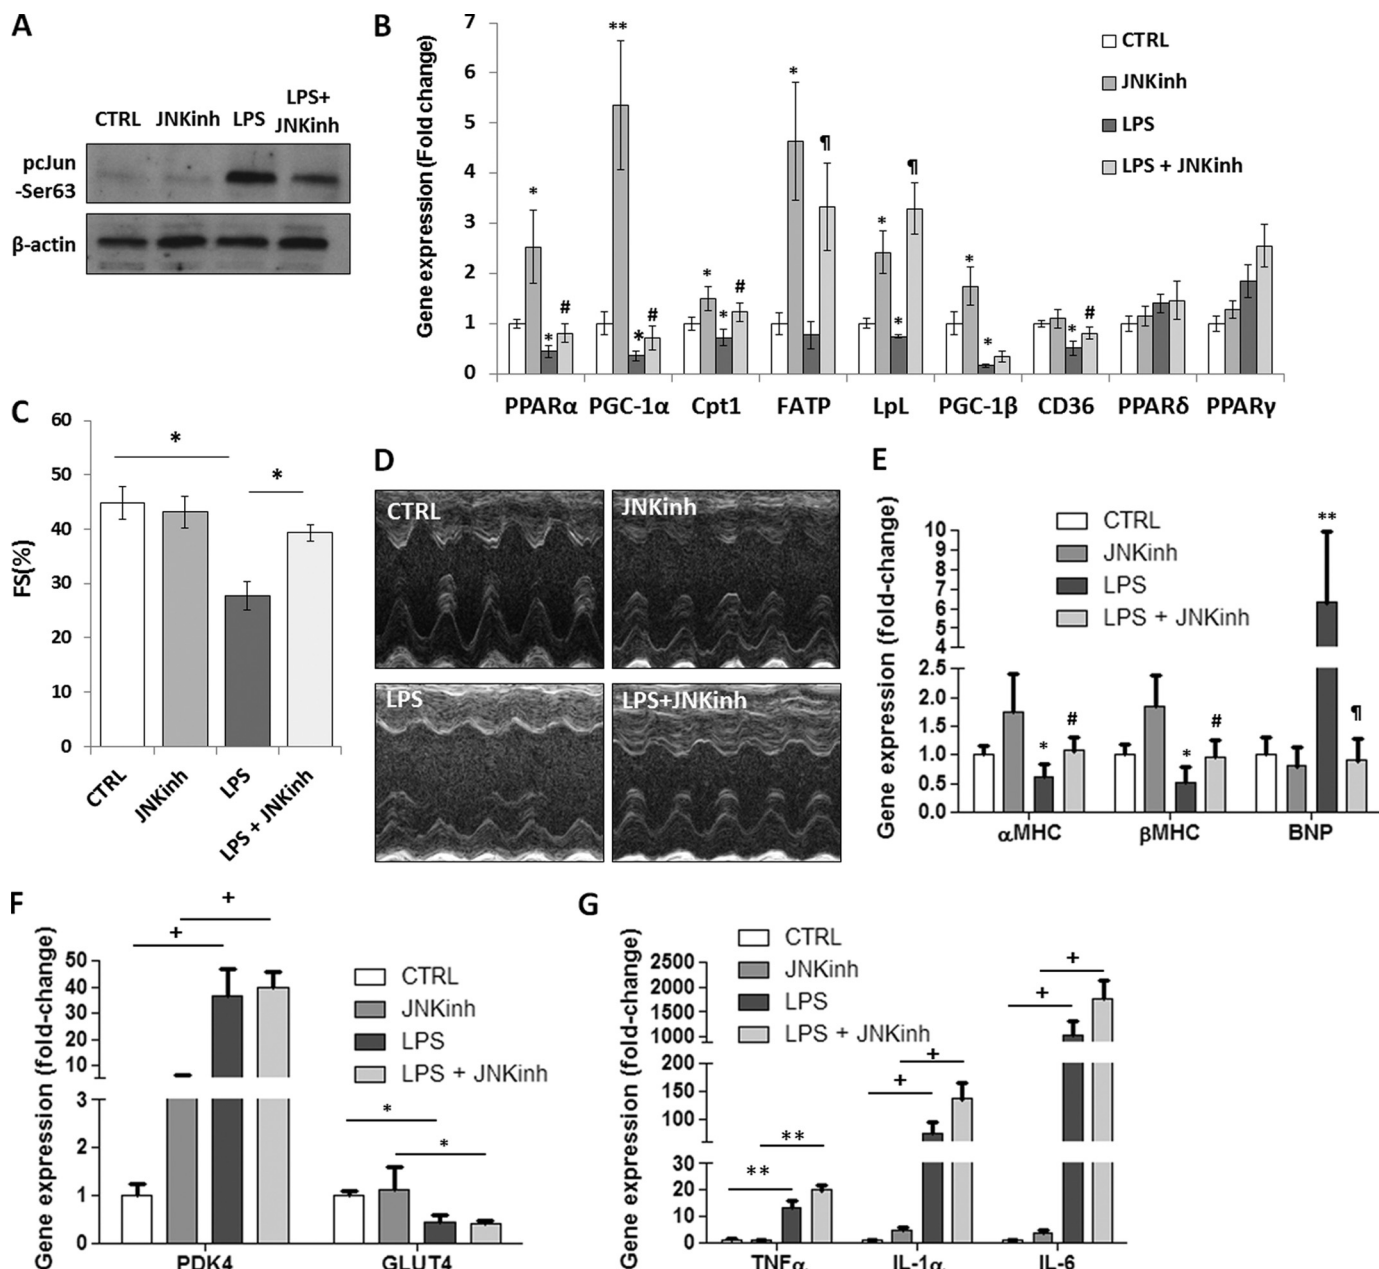 A
CTRL JNKinh LPS LPS+
JNKinh
pcJun
-Ser63
β-actin
B
Gene expression (Fold change)
7
6
5
4
3
2
1
0
** * * ¶ ¶ * * * # * # * # * * * * * #
CTRL
JNKinh
LPS
LPS + JNKinh
PPARα PGC-1α Cpt1 FATP LpL PGC-1β CD36 PPARδ PPARγ
C
FS(%)
60
50
40
30
20
10
0
* *
CTRL JNKinh LPS LPS + JNKinh
D
CTRL JNKinh
LPS LPS+JNKinh
E
Gene expression (fold-change)
CTRL
JNKinh
LPS
LPS + JNKinh
10
9
8
7
6
5
4
2.5
2.0
1.5
1.0
0.5
0.0
* # * # ** ¶
αMHC βMHC BNP
F
Gene expression (fold-change)
50
40
30
20
10
3
2
1
0
+ +
* *
CTRL
JNKinh
LPS
LPS + JNKinh
PDK4 GLUT4
G
Gene expression (fold-change)
CTRL
JNKinh
LPS
LPS + JNKinh
2500
2000
1500
1000
200
150
100
50
30
20
10
0
** ** + + + +
TNFα IL-1α IL-6